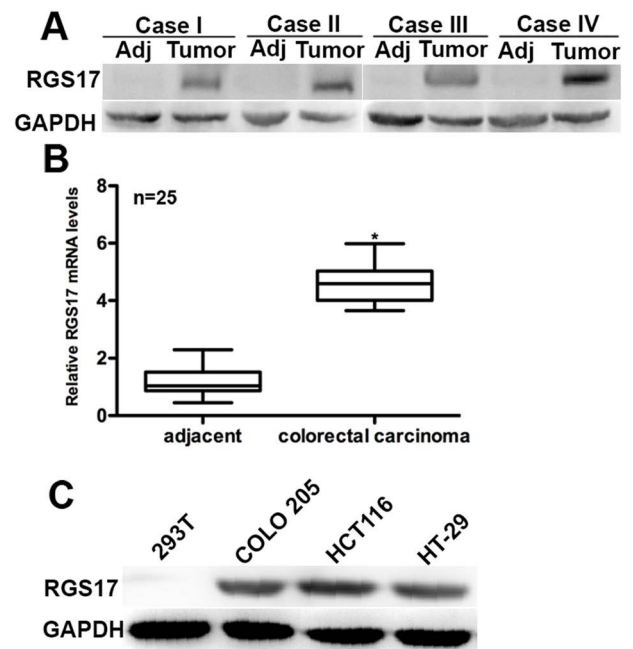 A
Case I Case II Case III Case IV
Adj Tumor Adj Tumor Adj Tumor Adj Tumor
RGS17
GAPDH
B
Relative RGS17 mRNA levels
8
6
4
2
0
n=25
*
adjacent colorectal carcinoma
C
293T COLO 205 HCT116 HT-29
RGS17
GAPDH